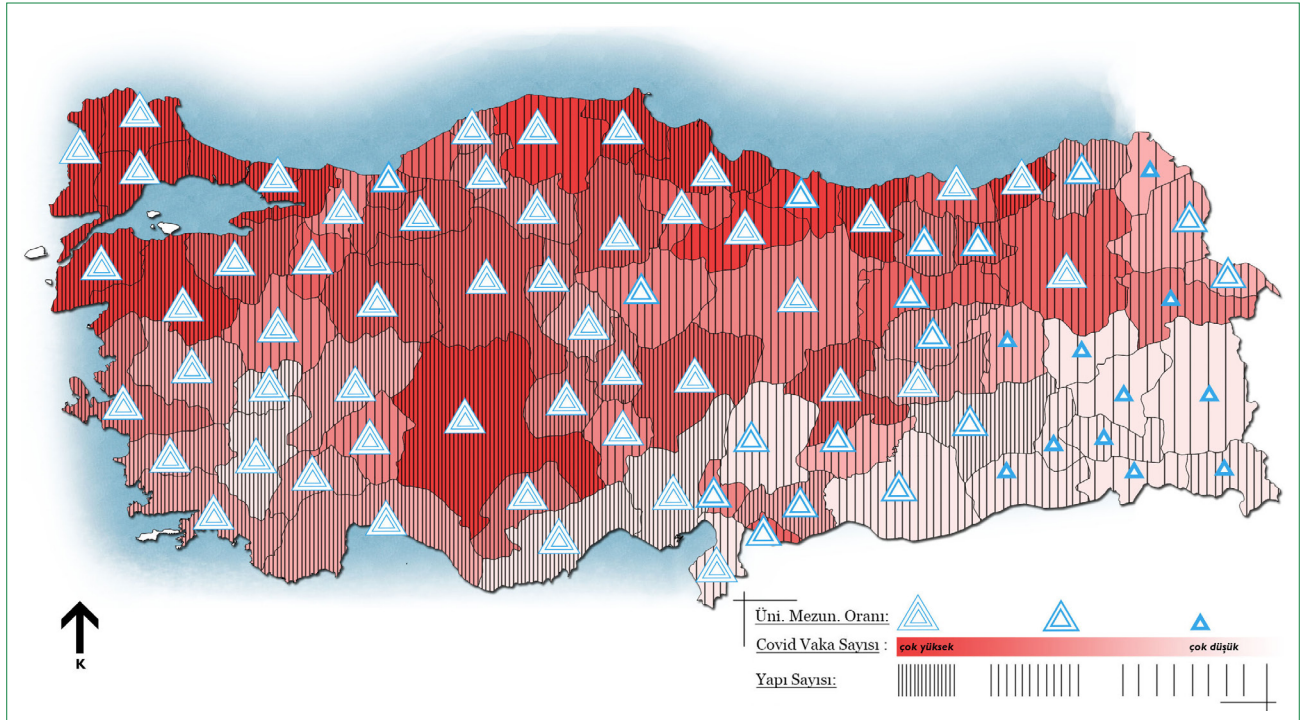 K
Üni. Mezun. Oranı:
Covid Vaka Sayısı :
çok yüksek
çok düşük
Yapı Sayısı: